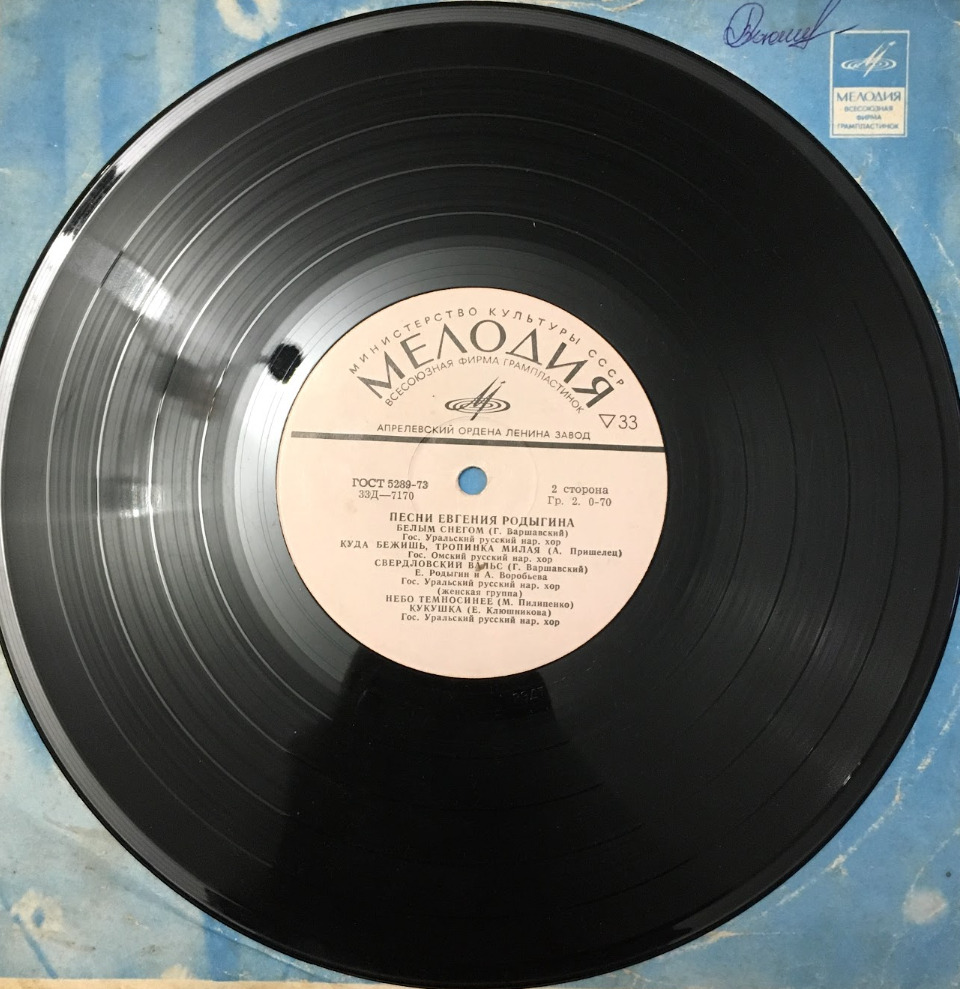 МЕЛОДИЯ
ВСЕСОЮЗНАЯ
ФИРМА
ГРАМПЛАСТИНОК
МИНИСТЕРСТВО КУЛЬТУРЫ СССР
МЕЛОДИЯ
ВСЕСОЮЗНАЯ ФИРМА ГРАМПЛАСТИНОК
▽33
АПРЕЛЕВСКИЙ ОРДЕНА ЛЕНИНА ЗАВОД
ГОСТ 5289-73
33Д—7170
2 сторона
Гр. 2. 0-70
ПЕСНИ ЕВГЕНИЯ РОДЫГИНА
БЕЛЫМ СНЕГОМ (Г. Варшавский)
Гос. Уральский русский нар. хор
КУДА БЕЖИШЬ, ТРОПИНКА МИЛАЯ (А. Пришелец)
Гос. Омский русский нар. хор
СВЕРДЛОВСКИЙ ВАЛЬС (Г. Варшавский)
Е. Родыгин и А. Воробьева
Гос. Уральский русский нар. хор
(женская группа)
НЕБО ТЕМНОСИНЕЕ (М. Пилипенко)
КУКУШКА (Е. Клюшникова)
Гос. Уральский русский нар. хор